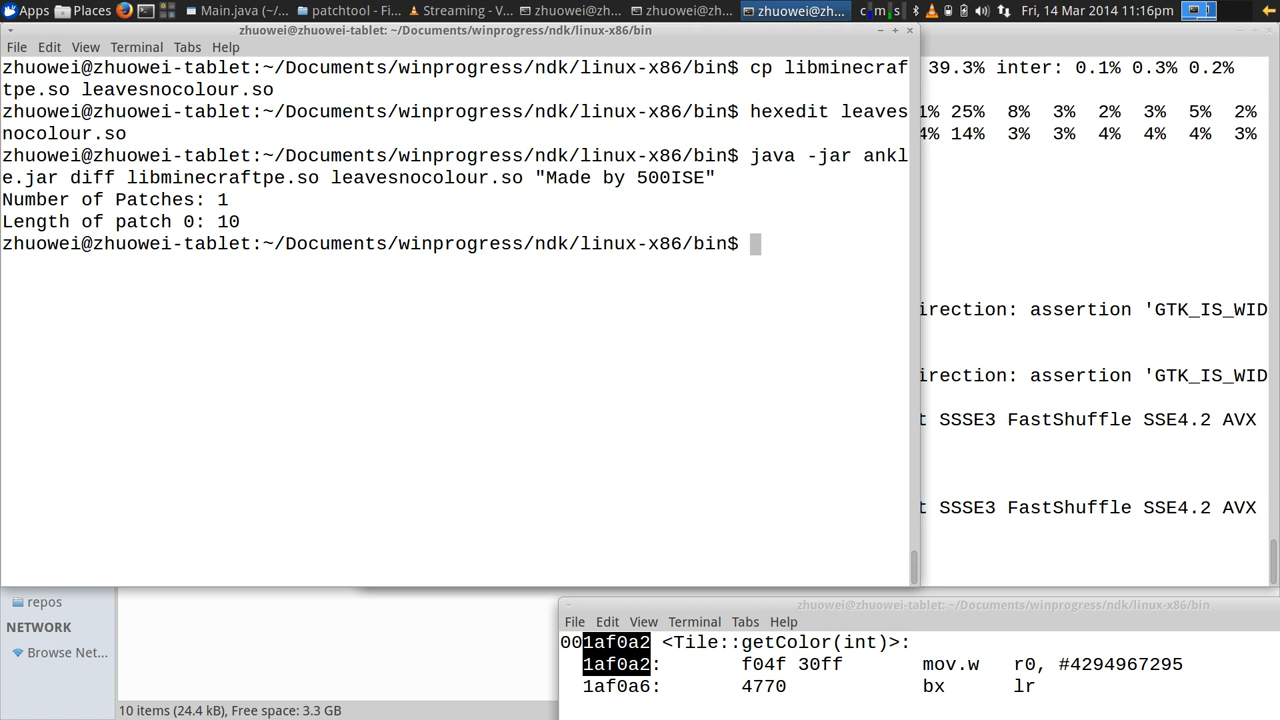 Apps Places Main.java (~/... patchtool - Fi... Streaming - V... zhuowei@zh... zhuowei@zh... zhuowei@zh... Fri, 14 Mar 2014 11:16pm
zhuowei@zhuowei-tablet: ~/Documents/winprogress/ndk/linux-x86/bin
File Edit View Terminal Tabs Help
zhuowei@zhuowei-tablet:~/Documents/winprogress/ndk/linux-x86/bin$ cp libminecraf
tpe.so leavesnocolour.so
zhuowei@zhuowei-tablet:~/Documents/winprogress/ndk/linux-x86/bin$ hexedit leaves
nocolour.so
zhuowei@zhuowei-tablet:~/Documents/winprogress/ndk/linux-x86/bin$ java -jar ankl
e.jar diff libminecraftpe.so leavesnocolour.so "Made by 500ISE"
Number of Patches: 1
Length of patch 0: 10
zhuowei@zhuowei-tablet:~/Documents/winprogress/ndk/linux-x86/bin$
39.3% inter: 0.1% 0.3% 0.2%
1% 25% 8% 3% 2% 3% 5% 2%
4% 14% 3% 3% 4% 4% 4% 3%
irection: assertion 'GTK_IS_WID
irection: assertion 'GTK_IS_WID
t SSSE3 FastShuffle SSE4.2 AVX
t SSSE3 FastShuffle SSE4.2 AVX
repos
NETWORK
Browse Net...
10 items (24.4 kB), Free space: 3.3 GB
zhuowei@zhuowei-tablet: ~/Documents/winprogress/ndk/linux-x86/bin
File Edit View Terminal Tabs Help
001af0a2 <Tile::getColor(int)>:
1af0a2: f04f 30ff mov.w r0, #4294967295
1af0a6: 4770 bx lr